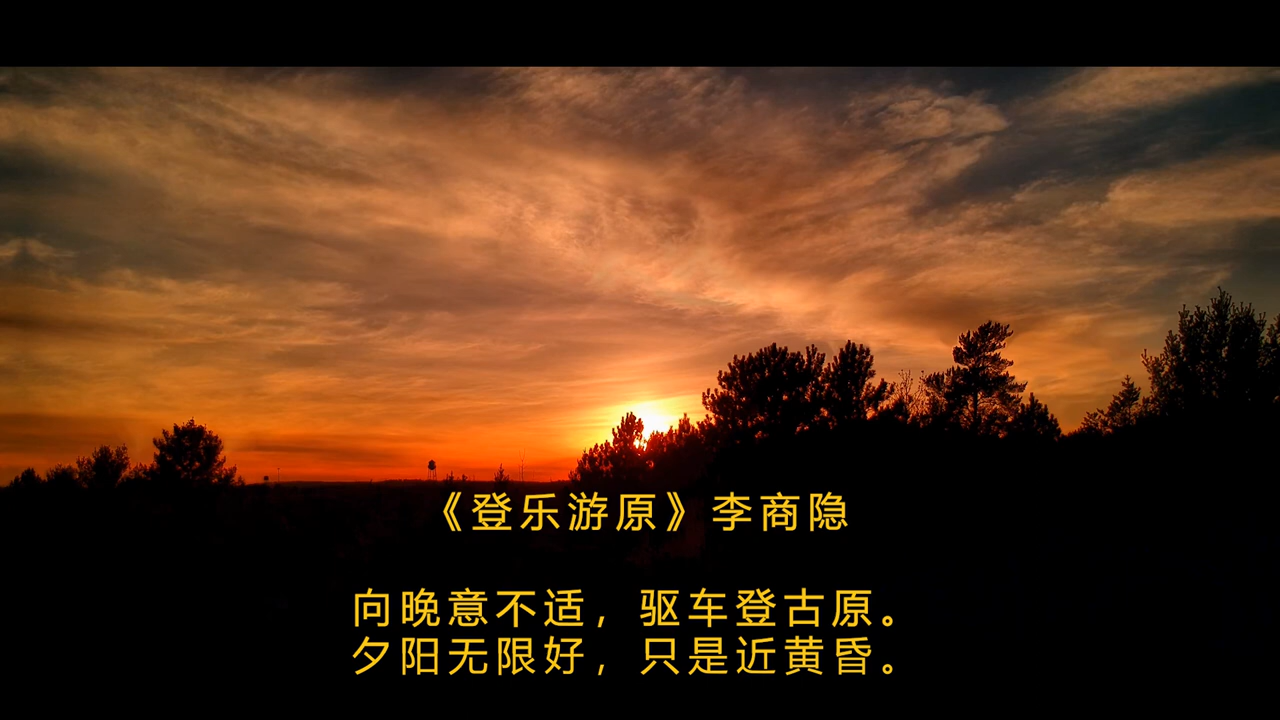 《登乐游原》李商隐
向晚意不适，驱车登古原。
夕阳无限好，只是近黄昏。